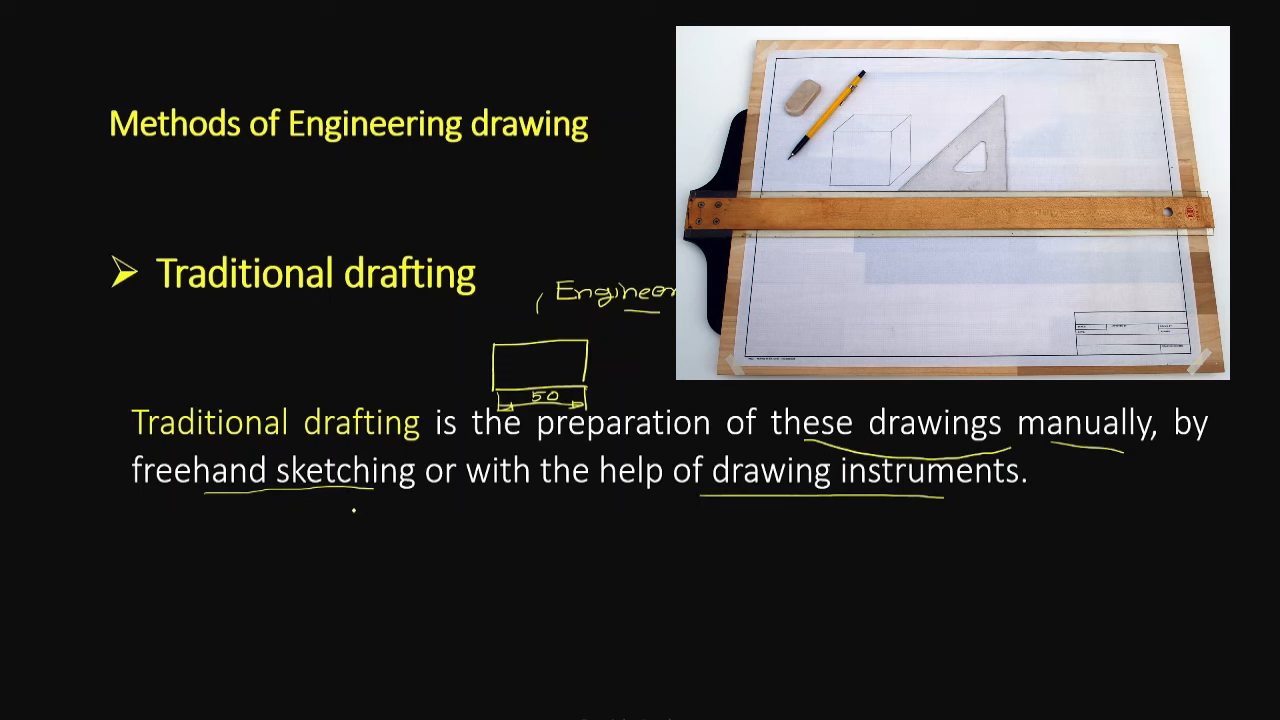 Methods of Engineering drawing
Traditional drafting
50
Traditional drafting is the preparation of these drawings manually, by
freehand sketching or with the help of drawing instruments.